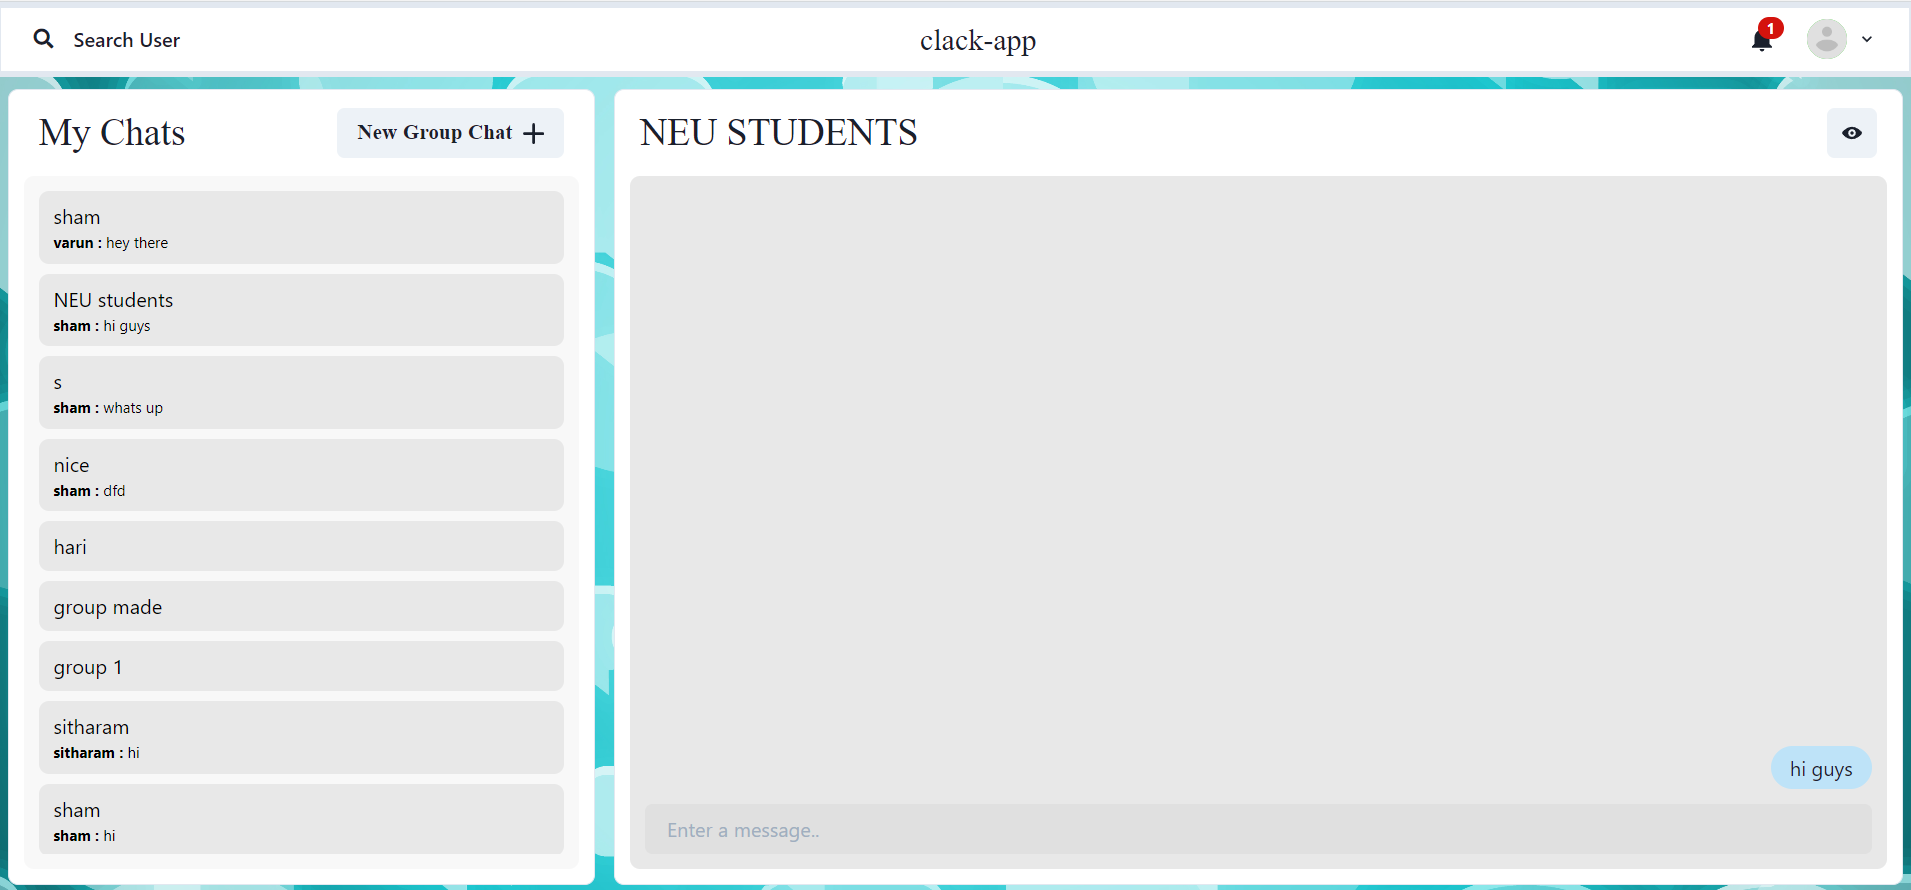 Search User
clack-app
1
My Chats
New Group Chat
sham
varun : hey there
NEU students
sham : hi guys
s
sham : whats up
nice
sham : dfd
hari
group made
group 1
sitharam
sitharam : hi
sham
sham : hi
NEU STUDENTS
hi guys
Enter a message..